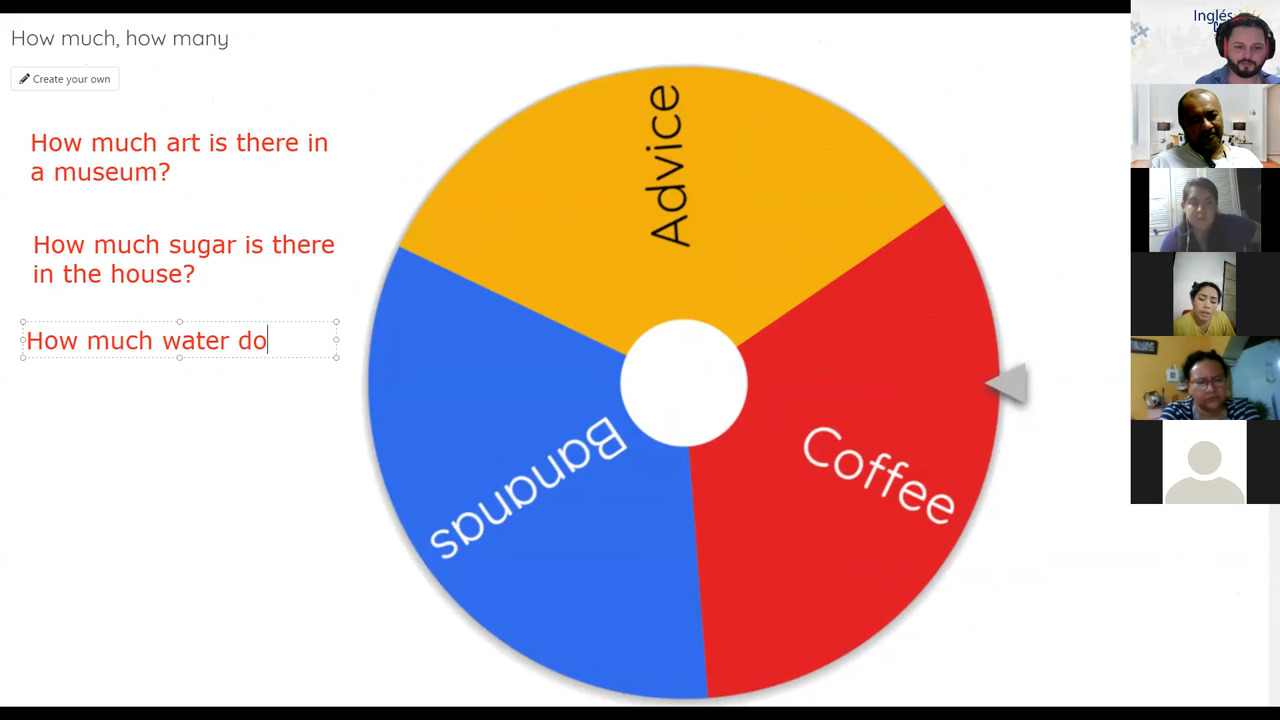 How much, how many
Create your own
How much art is there in
a museum?
How much sugar is there
in the house?
How much water do
Advice
Coffee
Bananas
Inglés